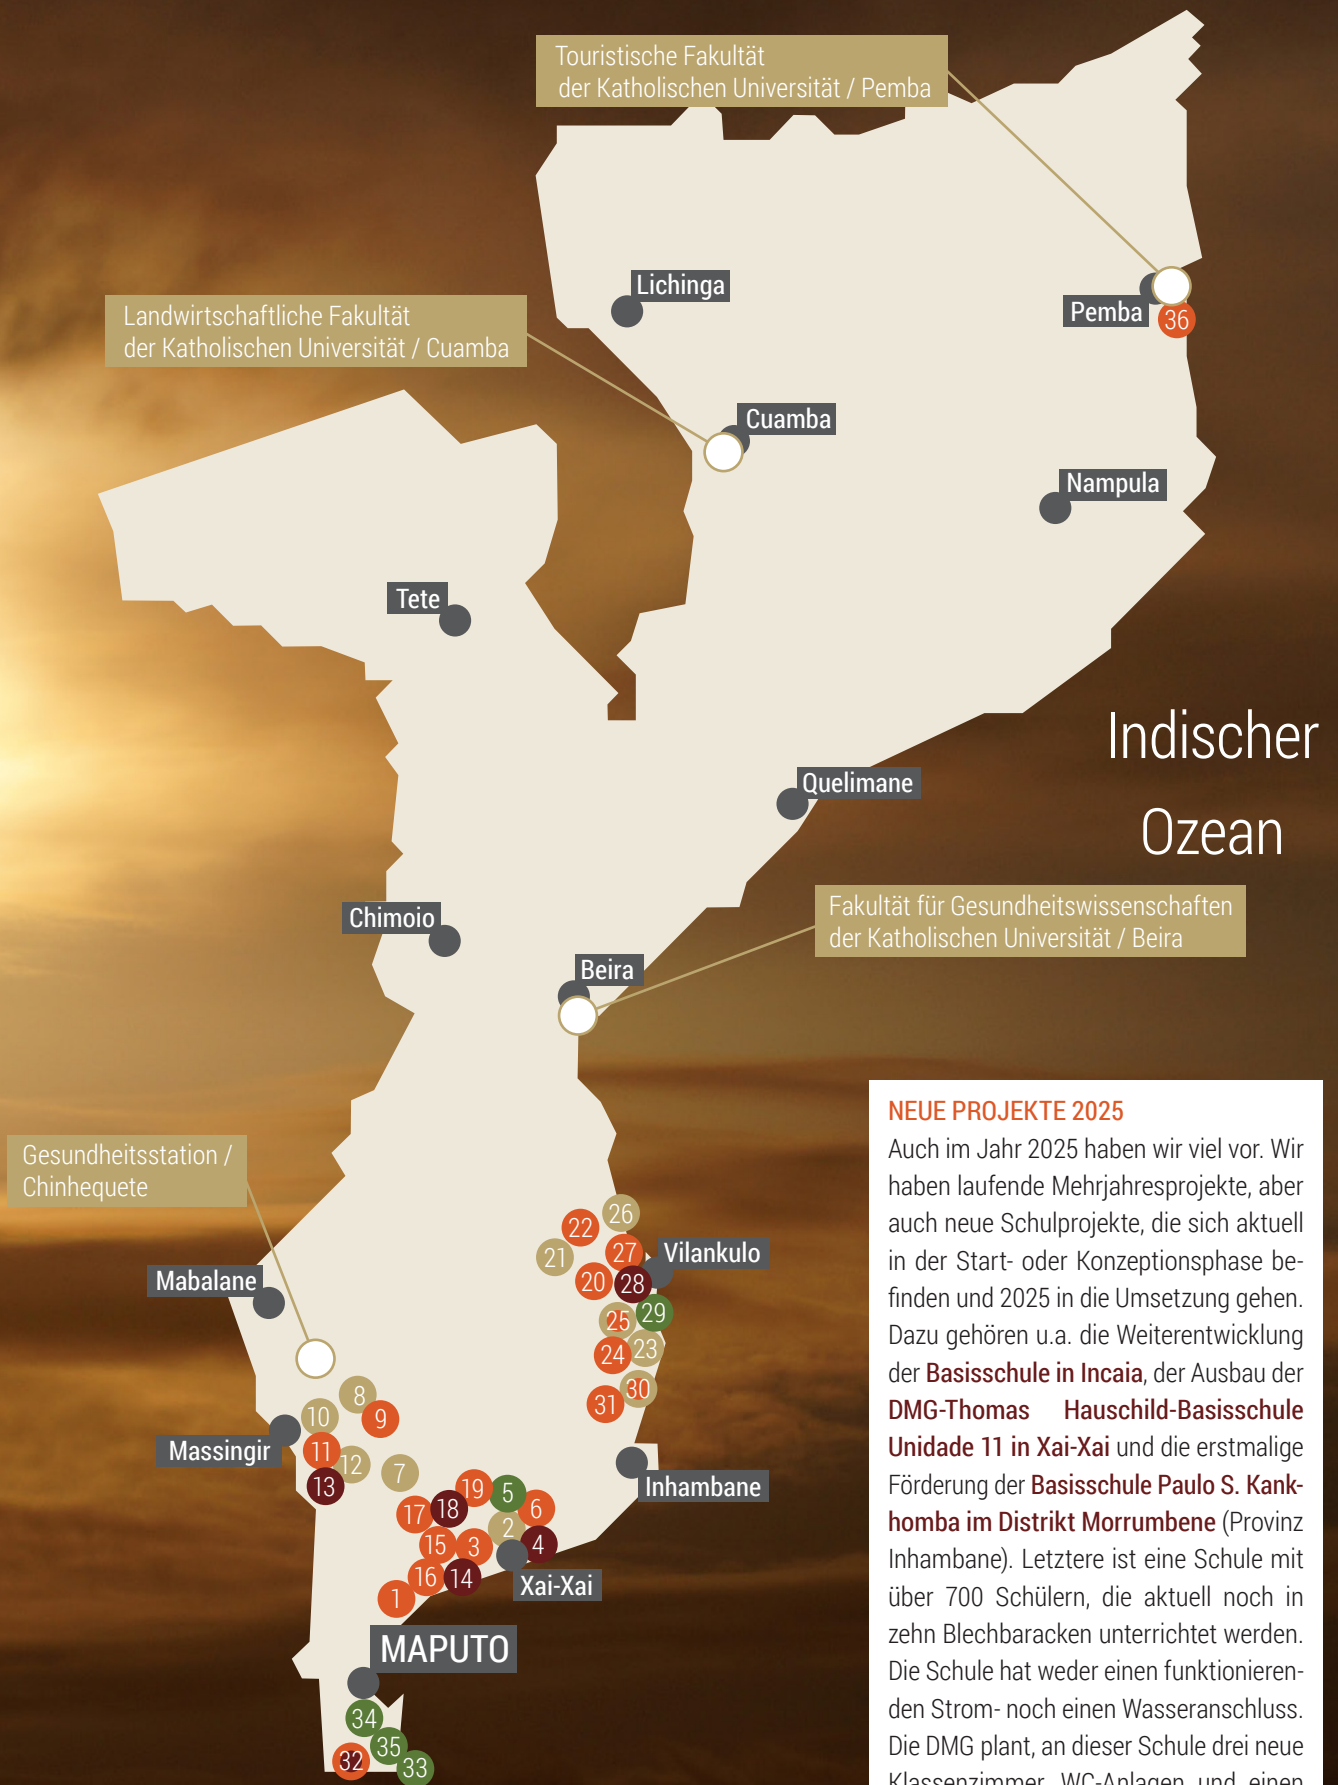 Touristische Fakultät
der Katholischen Universität / Pemba
Lichinga
Landwirtschaftliche Fakultät
der Katholischen Universität / Cuamba
Pemba
36
Cuamba
Nampula
Tete
Indischer
Ozean
Quelimane
Fakultät für Gesundheitswissenschaften
der Katholischen Universität / Beira
Chimoio
Beira
Gesundheitsstation /
Chinhequete
26
22
27
Vilankulo
21
20
28
Mabalane
29
25
23
24
30
31
8
10
9
11
Massingir
12
7
13
Inhambane
19
5
18
6
17
2
15
3
4
16
14
Xai-Xai
1
MAPUTO
34
35
32
33
NEUE PROJEKTE 2025
Auch im Jahr 2025 haben wir viel vor. Wir
haben laufende Mehrjahresprojekte, aber
auch neue Schulprojekte, die sich aktuell
in der Start- oder Konzeptionsphase be-
finden und 2025 in die Umsetzung gehen.
Dazu gehören u.a. die Weiterentwicklung
der Basisschule in Incaia, der Ausbau der
DMG-Thomas Hauschild-Basisschule
Unidade 11 in Xai-Xai und die erstmalige
Förderung der Basisschule Paulo S. Kank-
homba im Distrikt Morrumbene (Provinz
Inhambane). Letztere ist eine Schule mit
über 700 Schülern, die aktuell noch in
zehn Blechbaracken unterrichtet werden.
Die Schule hat weder einen funktionieren-
den Strom- noch einen Wasseranschluss.
Die DMG plant, an dieser Schule drei neue
Klassenzimmer, WC-Anlagen und einen